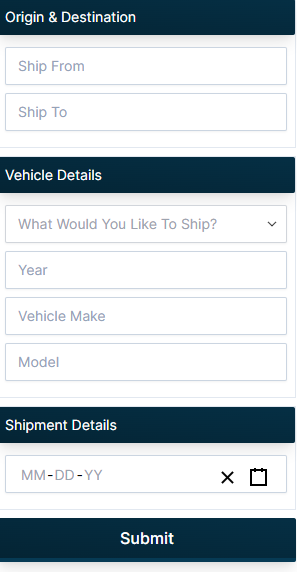 Origin & Destination
Ship From
Ship To
Vehicle Details
What Would You Like To Ship?
Year
Vehicle Make
Model
Shipment Details
MM-DD-YY
Submit